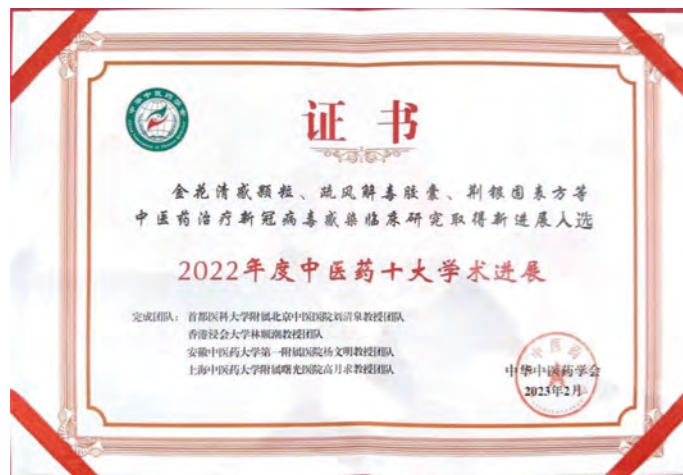 中华中医药学会
证书
金花清感颗粒、疏风解毒胶囊、荆银固表方等
中医药治疗新冠病毒感染临床研究取得新进展入选
2022年度中医药十大学术进展
完成团队：首都医科大学附属北京中医医院刘清泉教授团队
香港浸会大学林顺潮教授团队
安徽中医药大学第一附属医院杨文明教授团队
上海中医药大学附属曙光医院高月求教授团队
中华中医药学会
2023年2月